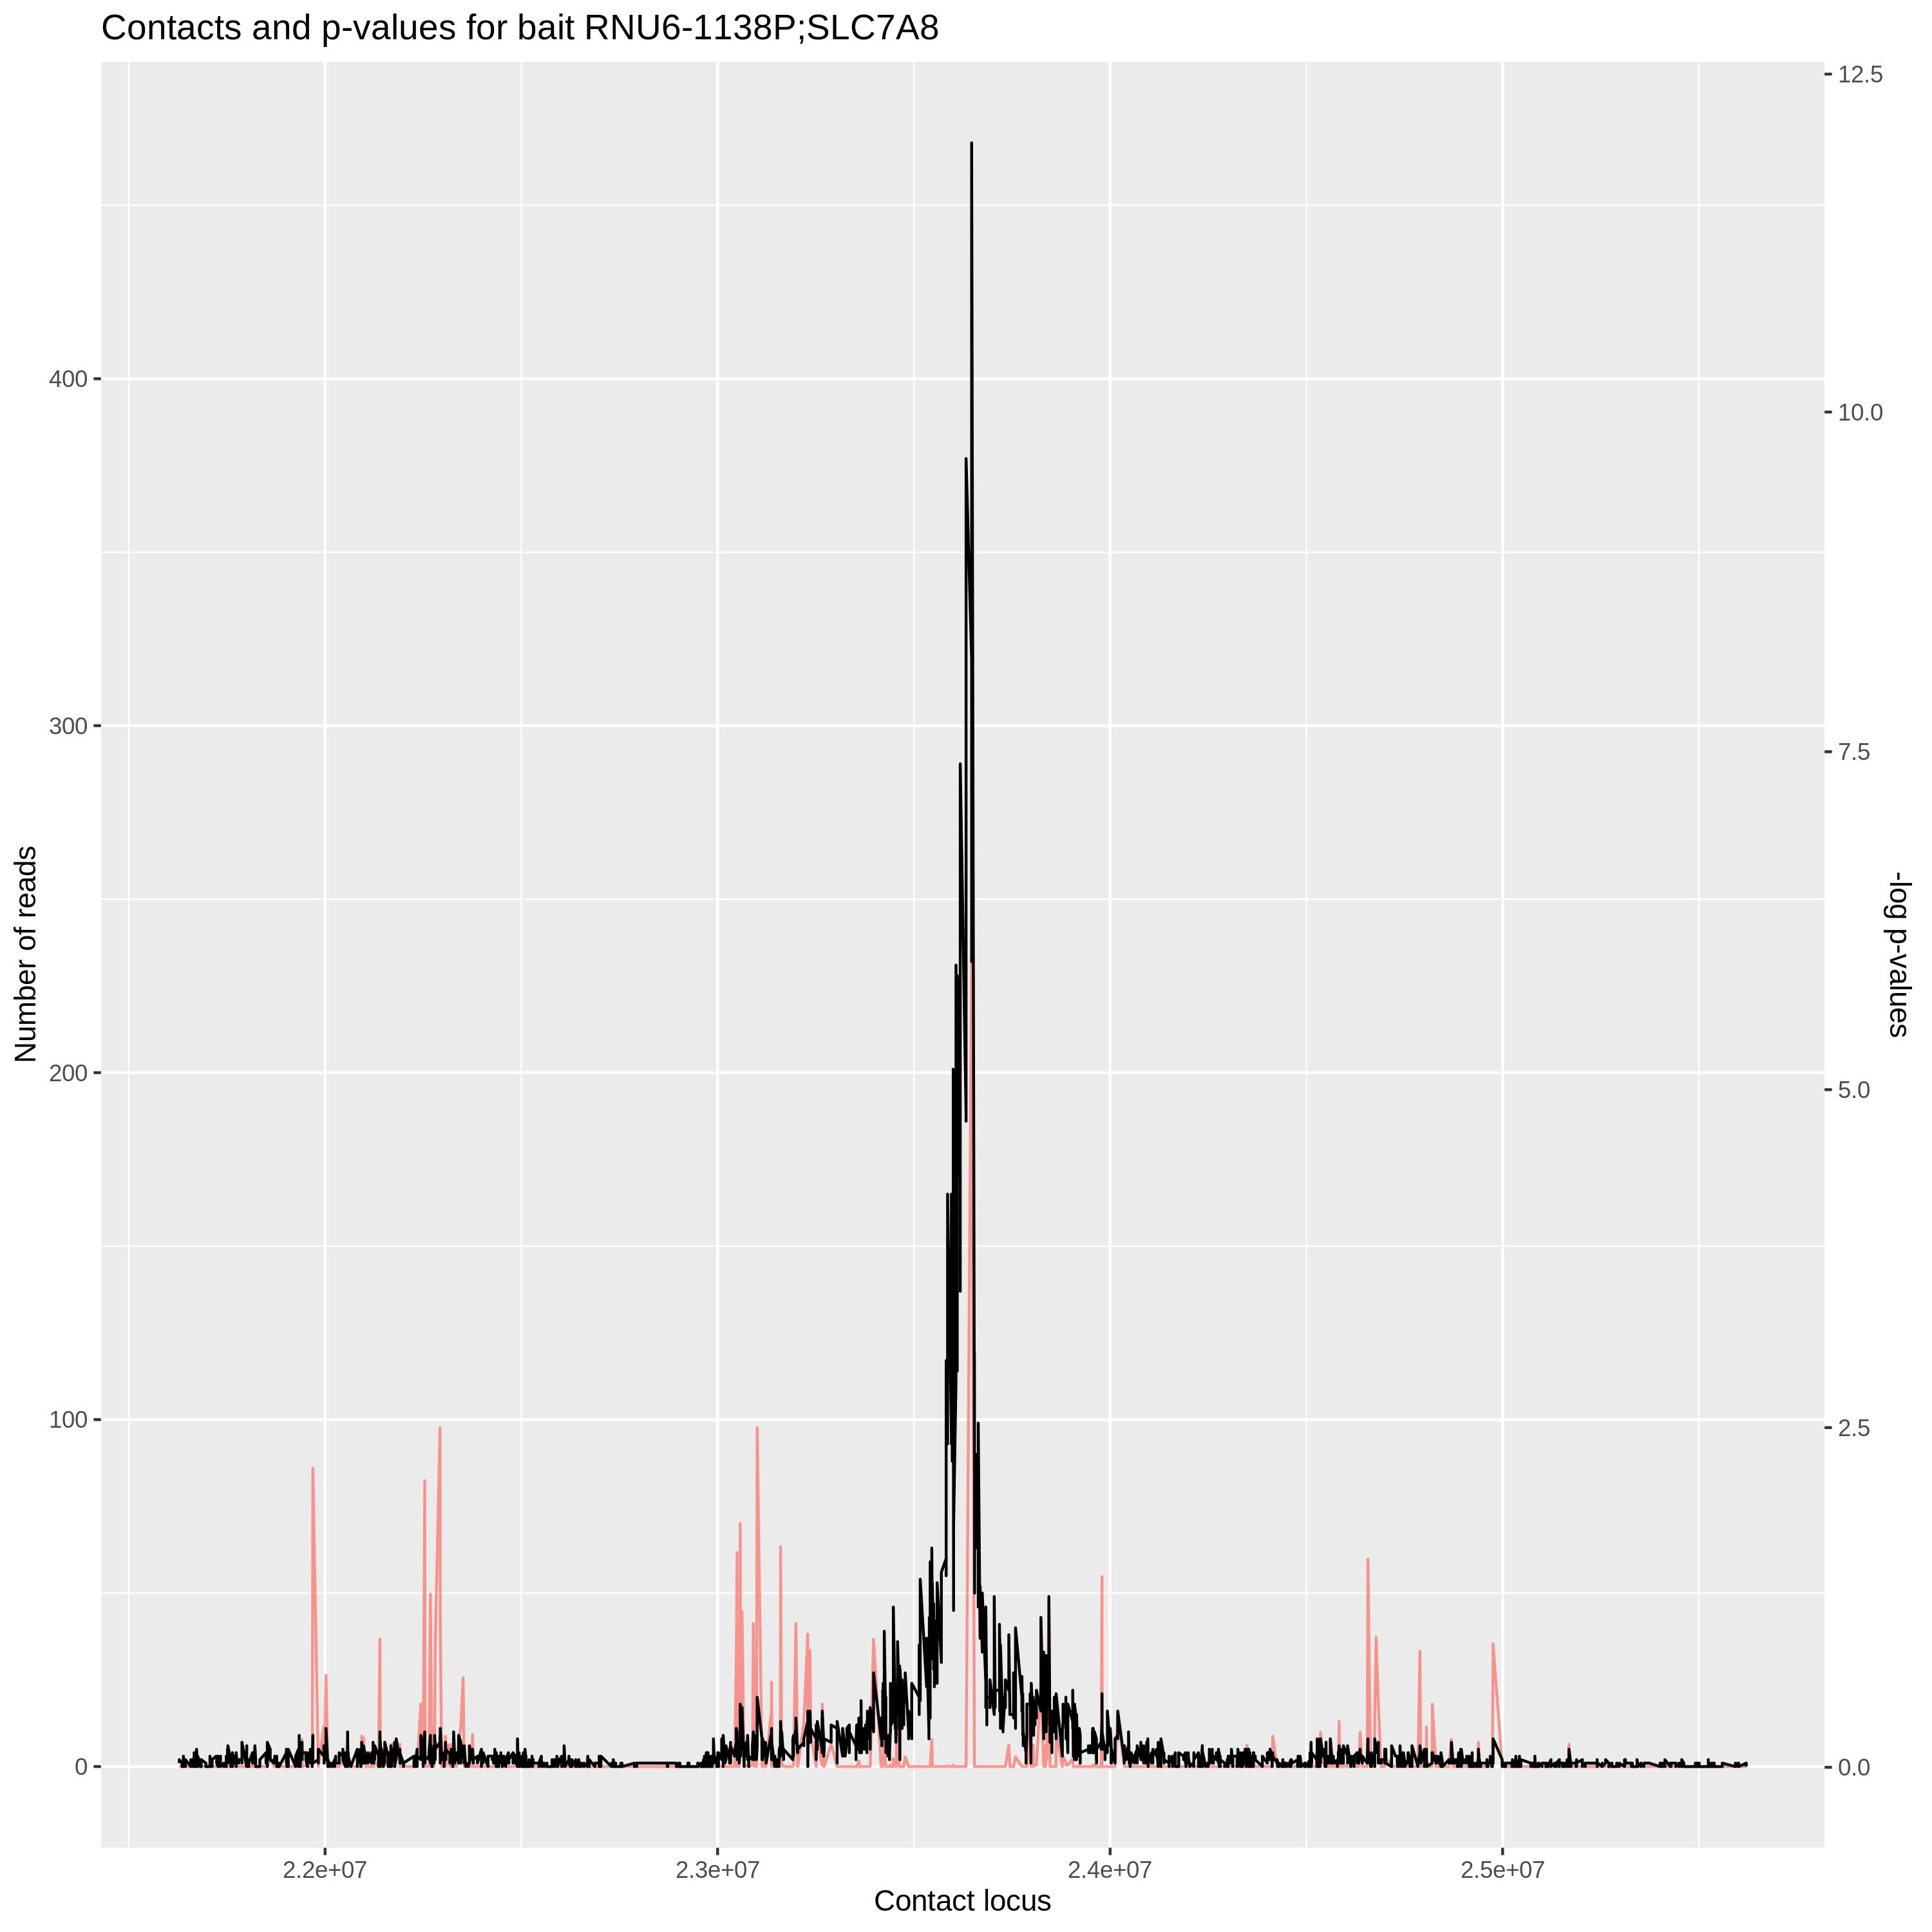 Contacts and p-values for bait RNU6-1138P;SLC7A8
12.5
400
10.0
300
7.5
Number of reads
-log p-values
200
5.0
100
2.5
0
0.0
2.2e+07
2.3e+07
2.4e+07
2.5e+07
Contact locus